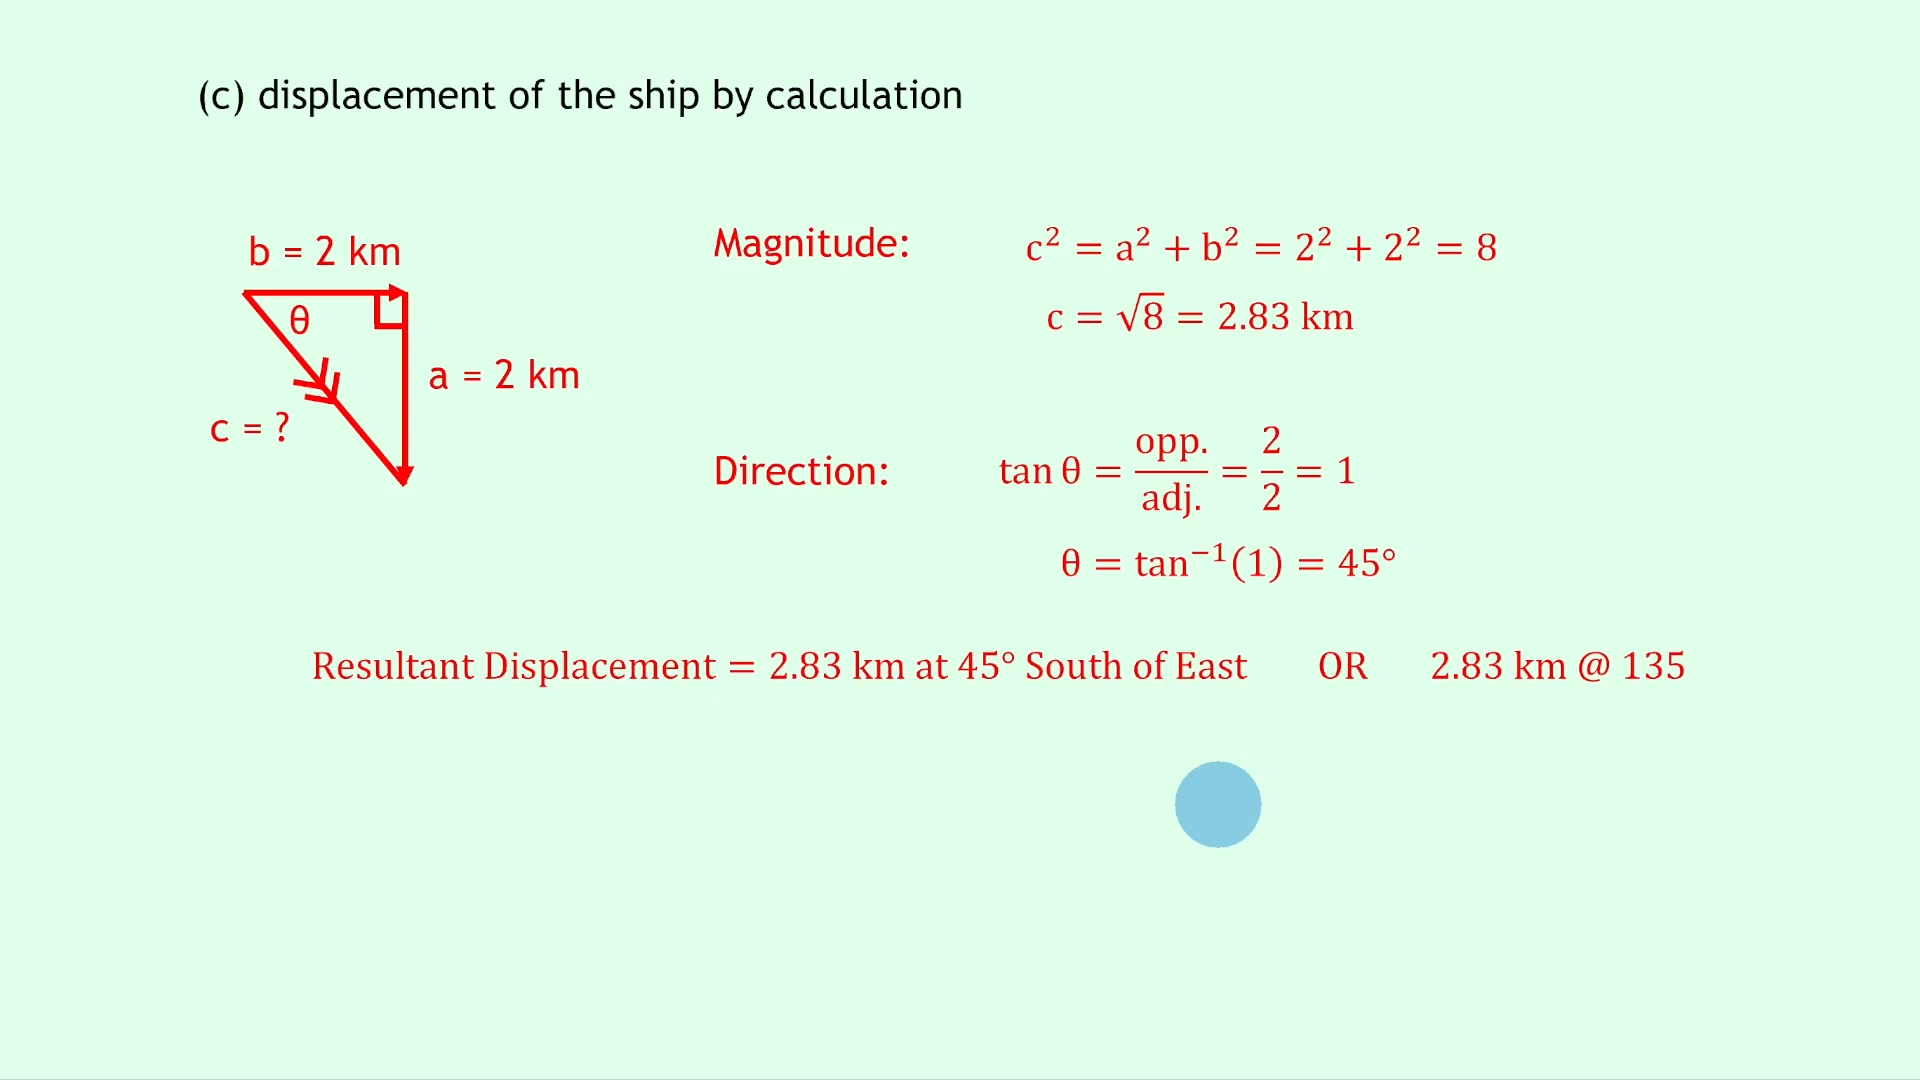 (c) displacement of the ship by calculation
b = 2 km
θ
a = 2 km
c = ?
Magnitude: c² = a² + b² = 2² + 2² = 8
c = √8 = 2.83 km
Direction: tan θ = opp./adj. = 2/2 = 1
θ = tan⁻¹(1) = 45°
Resultant Displacement = 2.83 km at 45° South of East OR 2.83 km @ 135